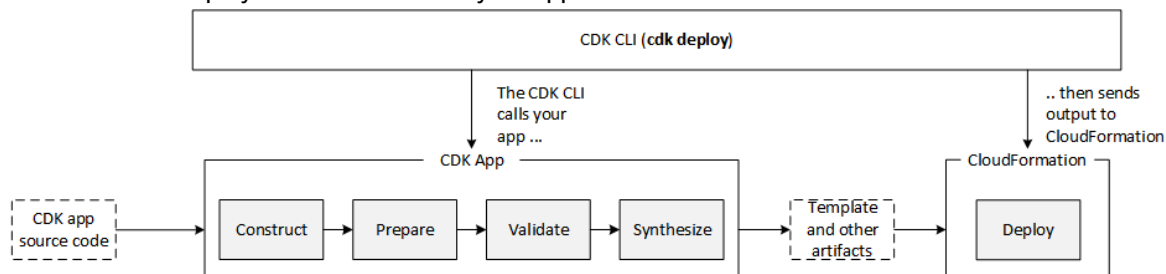 CDK CLI (cdk deploy)
The CDK CLI
calls your
app ...
.. then sends
output to
CloudFormation
CDK App
CloudFormation
CDK app
source code
Construct
Prepare
Validate
Synthesize
Template
and other
artifacts
Deploy